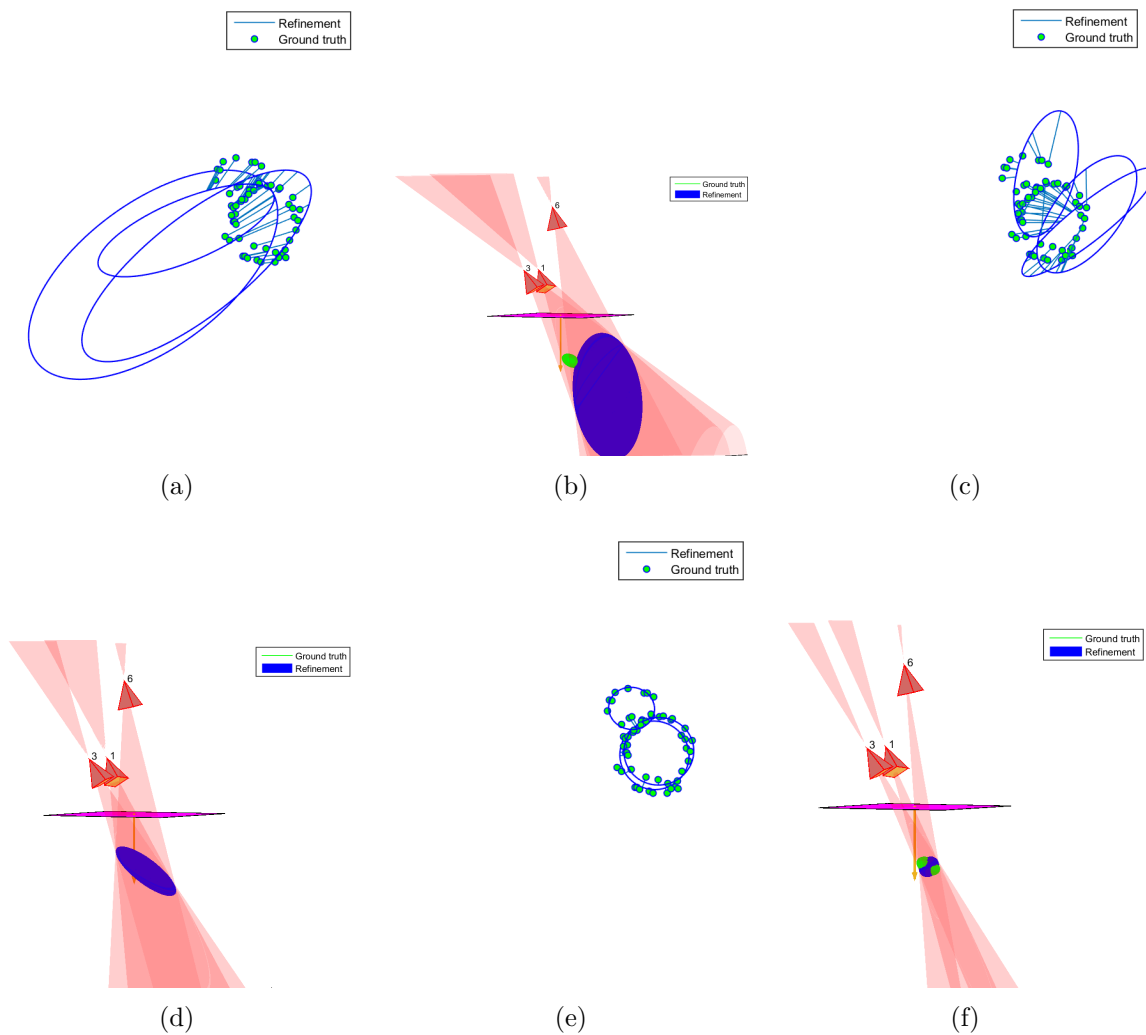 Refinement
Ground truth
Refinement
Ground truth
Ground truth
Refinement
6
3 1
(a)
(b)
(c)
Refinement
Ground truth
Ground truth
Refinement
6
3 1
Ground truth
Refinement
6
3 1
(d)
(e)
(f)